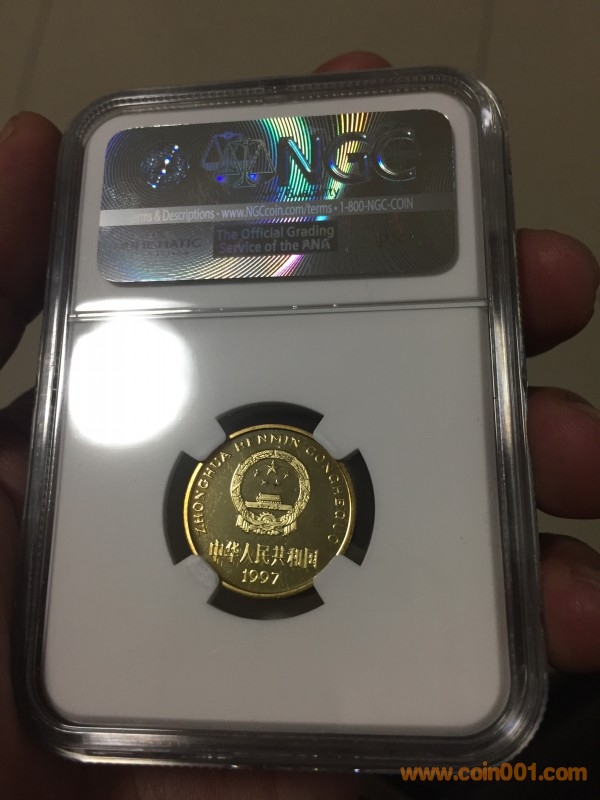 NGC
Terms & Descriptions • www.NGCcoin.com/terms • 1-800-NGC-COIN
The Official Grading
Service of the ANA
ZHONGHUA RENMIN GONGHEGUO
中华人民共和国
1997
www.coin001.com